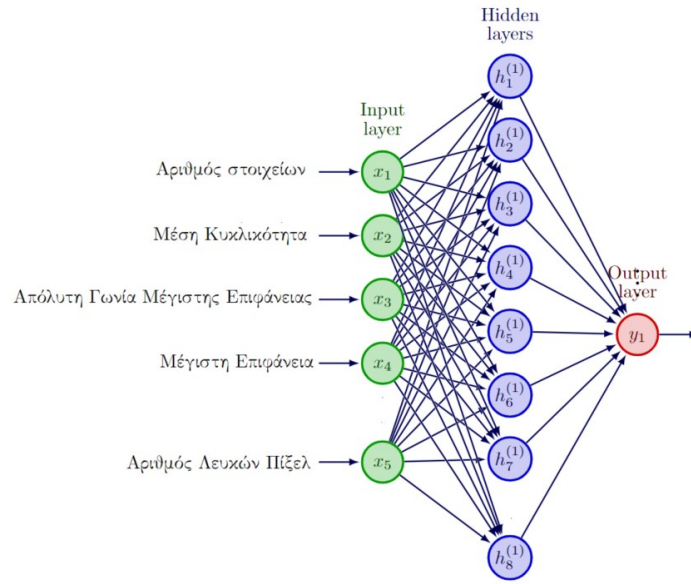 Hidden
layers
h₁⁽¹⁾
Input
layer
h₂⁽¹⁾
Αριθμός στοιχείων
x₁
h₃⁽¹⁾
Μέση Κυκλικότητα
x₂
h₄⁽¹⁾
Output
layer
Απόλυτη Γωνία Μέγιστης Επιφάνειας
x₃
h₅⁽¹⁾
y₁
Μέγιστη Επιφάνεια
x₄
h₆⁽¹⁾
Αριθμός Λευκών Πίξελ
x₅
h₇⁽¹⁾
h₈⁽¹⁾